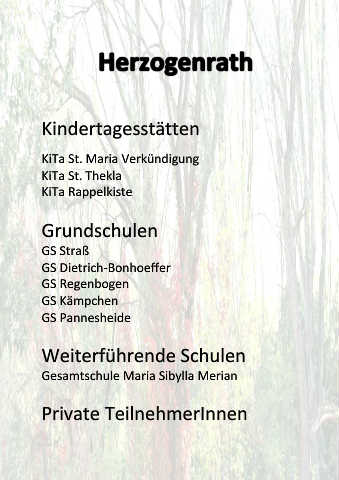 Herzogenrath
Kindertagesstätten
KiTa St. Maria Verkündigung
KiTa St. Thekla
KiTa Rappelkiste
Grundschulen
GS Straß
GS Dietrich-Bonhoeffer
GS Regenbogen
GS Kämpchen
GS Pannesheide
Weiterführende Schulen
Gesamtschule Maria Sibylla Merian
Private TeilnehmerInnen